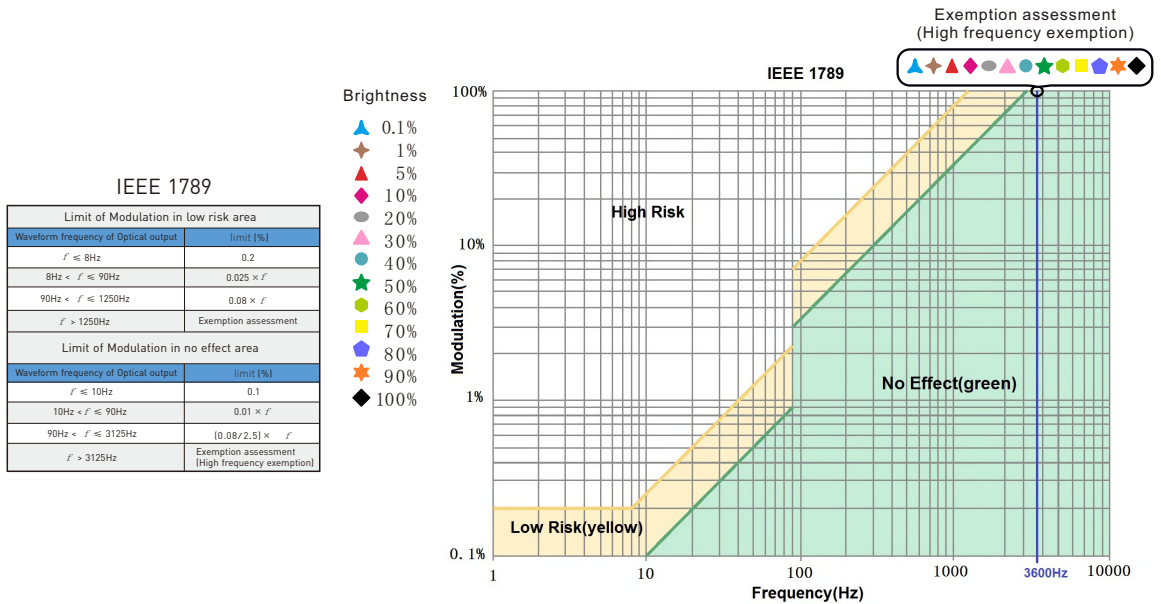 Exemption assessment
(High frequency exemption)
IEEE 1789
Brightness
0.1%
1%
5%
10%
20%
30%
40%
50%
60%
70%
80%
90%
100%
IEEE 1789
Limit of Modulation in low risk area
Waveform frequency of Optical output limit (%)
f ≤ 8Hz 0.2
8Hz < f ≤ 90Hz 0.025 × f
90Hz < f ≤ 1250Hz 0.08 × f
f > 1250Hz Exemption assessment
Limit of Modulation in no effect area
Waveform frequency of Optical output limit (%)
f ≤ 10Hz 0.1
10Hz < f ≤ 90Hz 0.01 × f
90Hz < f ≤ 3125Hz (0.08/2.5) × f
f > 3125Hz Exemption assessment
(High frequency exemption)
Modulation(%)
100%
10%
1%
0.1%
High Risk
No Effect(green)
Low Risk(yellow)
1 10 100 1000 3600Hz 10000
Frequency(Hz)